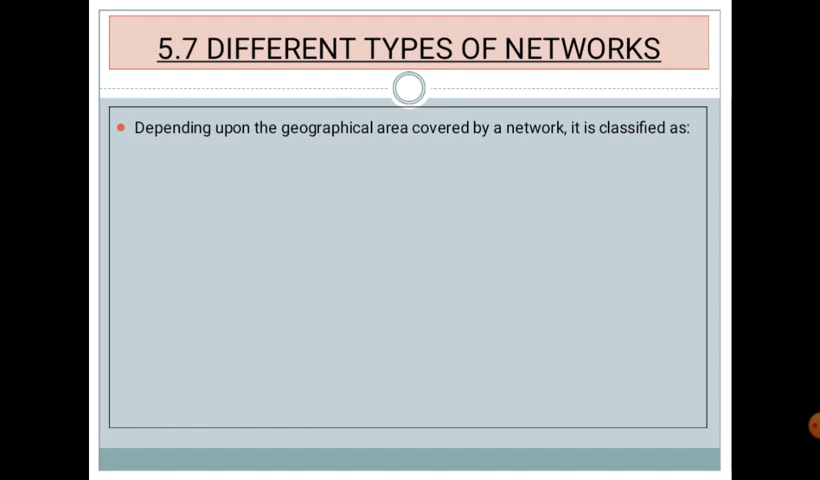 5.7 DIFFERENT TYPES OF NETWORKS
Depending upon the geographical area covered by a network, it is classified as: